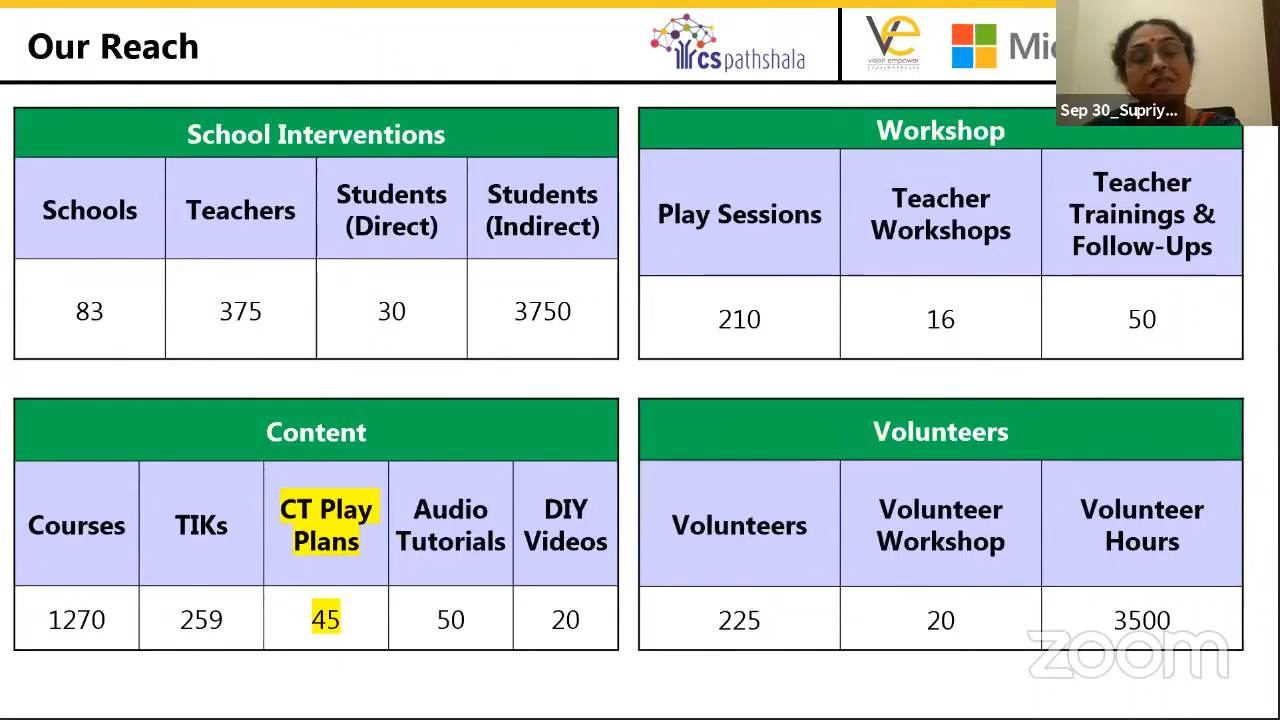 Our Reach
CS pathshala
vision empower
Sep 30_Supriy...
School Interventions
Schools Teachers Students (Direct) Students (Indirect)
83 375 30 3750
Workshop
Play Sessions Teacher Workshops Teacher Trainings & Follow-Ups
210 16 50
Content
Courses TIKs CT Play Plans Audio Tutorials DIY Videos
1270 259 45 50 20
Volunteers
Volunteers Volunteer Workshop Volunteer Hours
225 20 3500
zoom